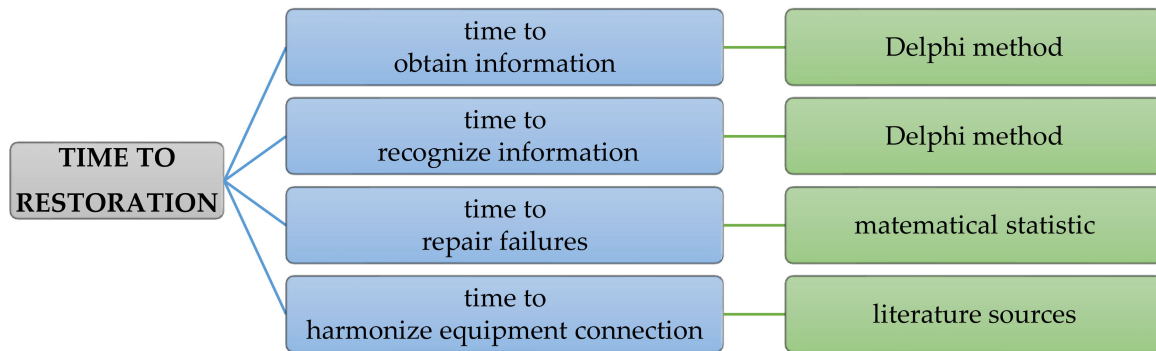 time to
obtain information
Delphi method
time to
recognize information
Delphi method
TIME TO
RESTORATION
time to
repair failures
matematical statistic
time to
harmonize equipment connection
literature sources